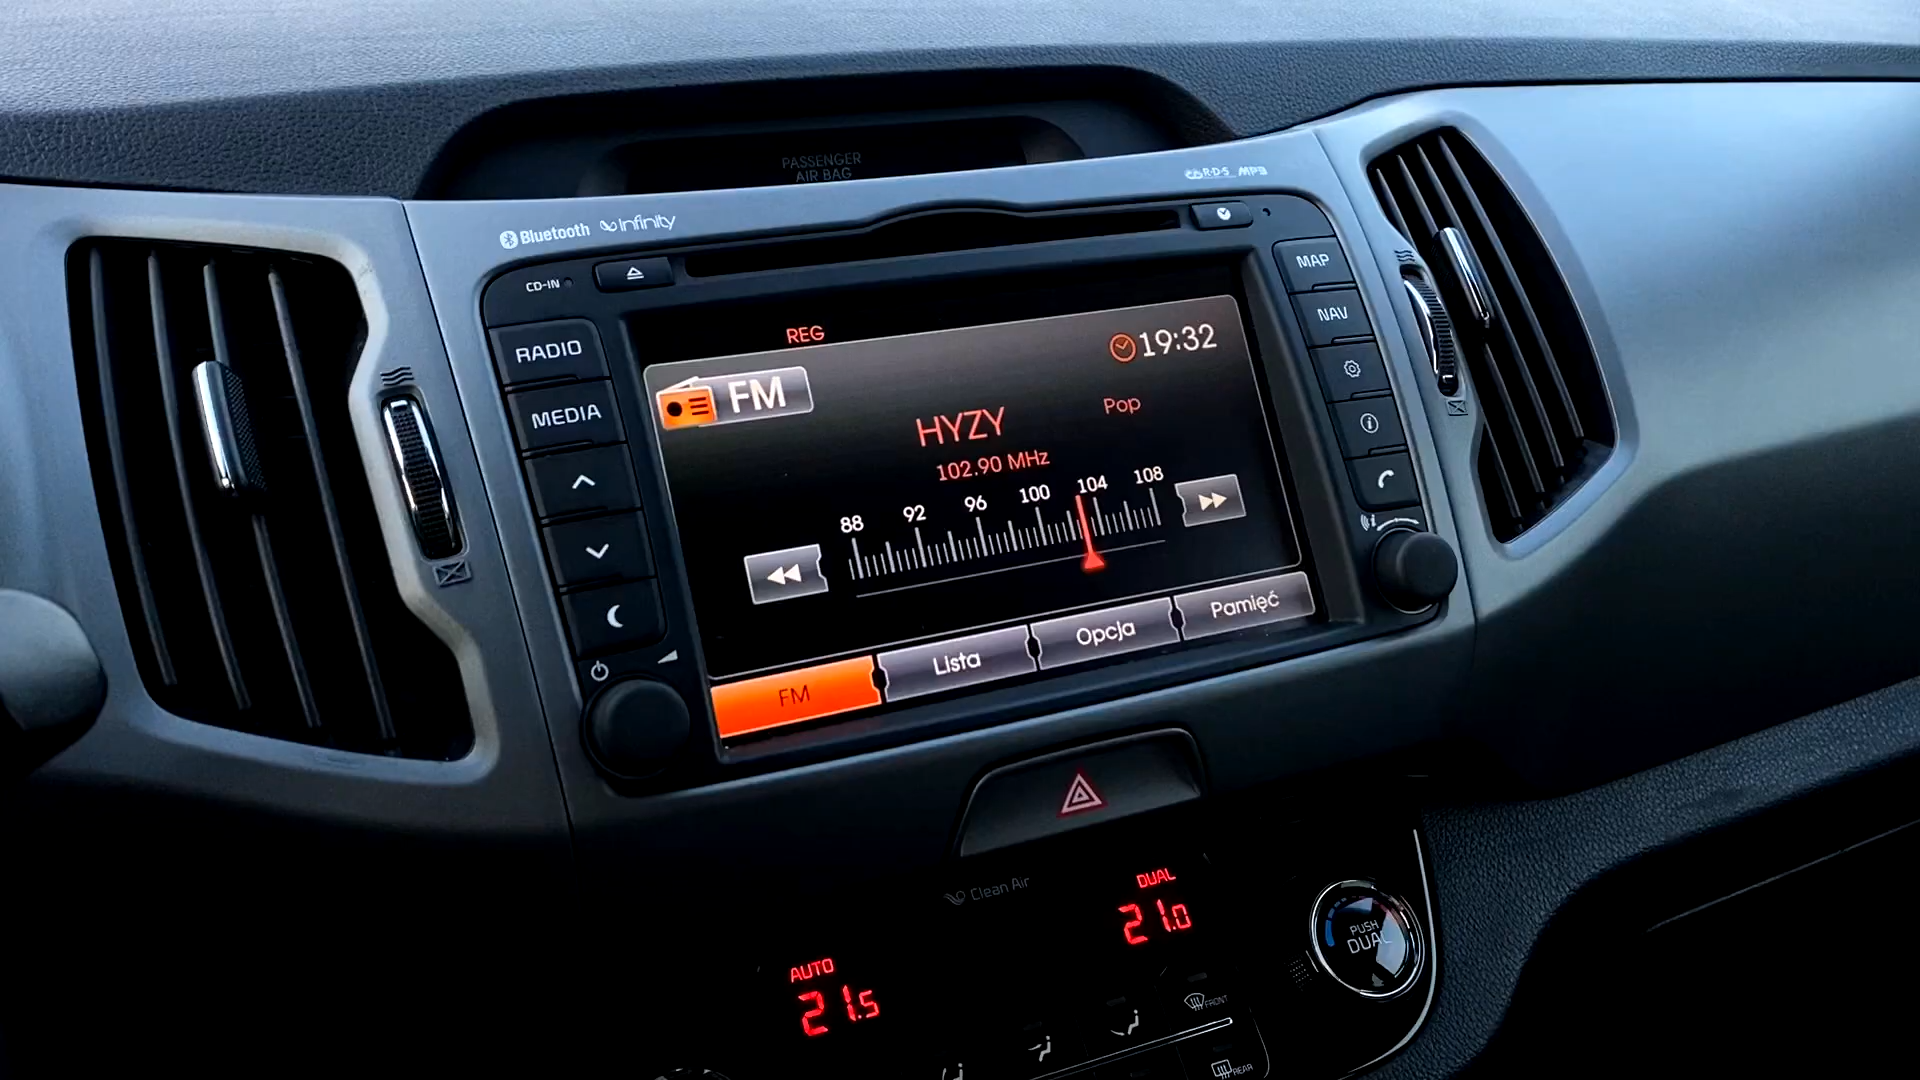 PASSENGER
AIR BAG
Bluetooth
infinity
R·D·S
MP3
CD-IN
RADIO
MEDIA
MAP
NAV
REG
19:32
FM
HYZY
Pop
102.90 MHz
88 92 96 100 104 108
FM
Lista
Opcja
Pamięć
Clean Air
DUAL
21.0
AUTO
21.5
PUSH
DUAL
FRONT
REAR